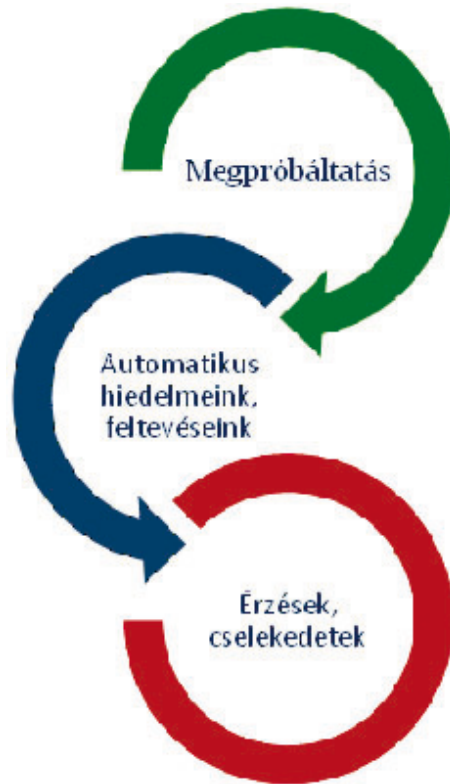 Megpróbáltatás
Automatikus
hiedelmeink,
feltevéseink
Érzések,
cselekedetek